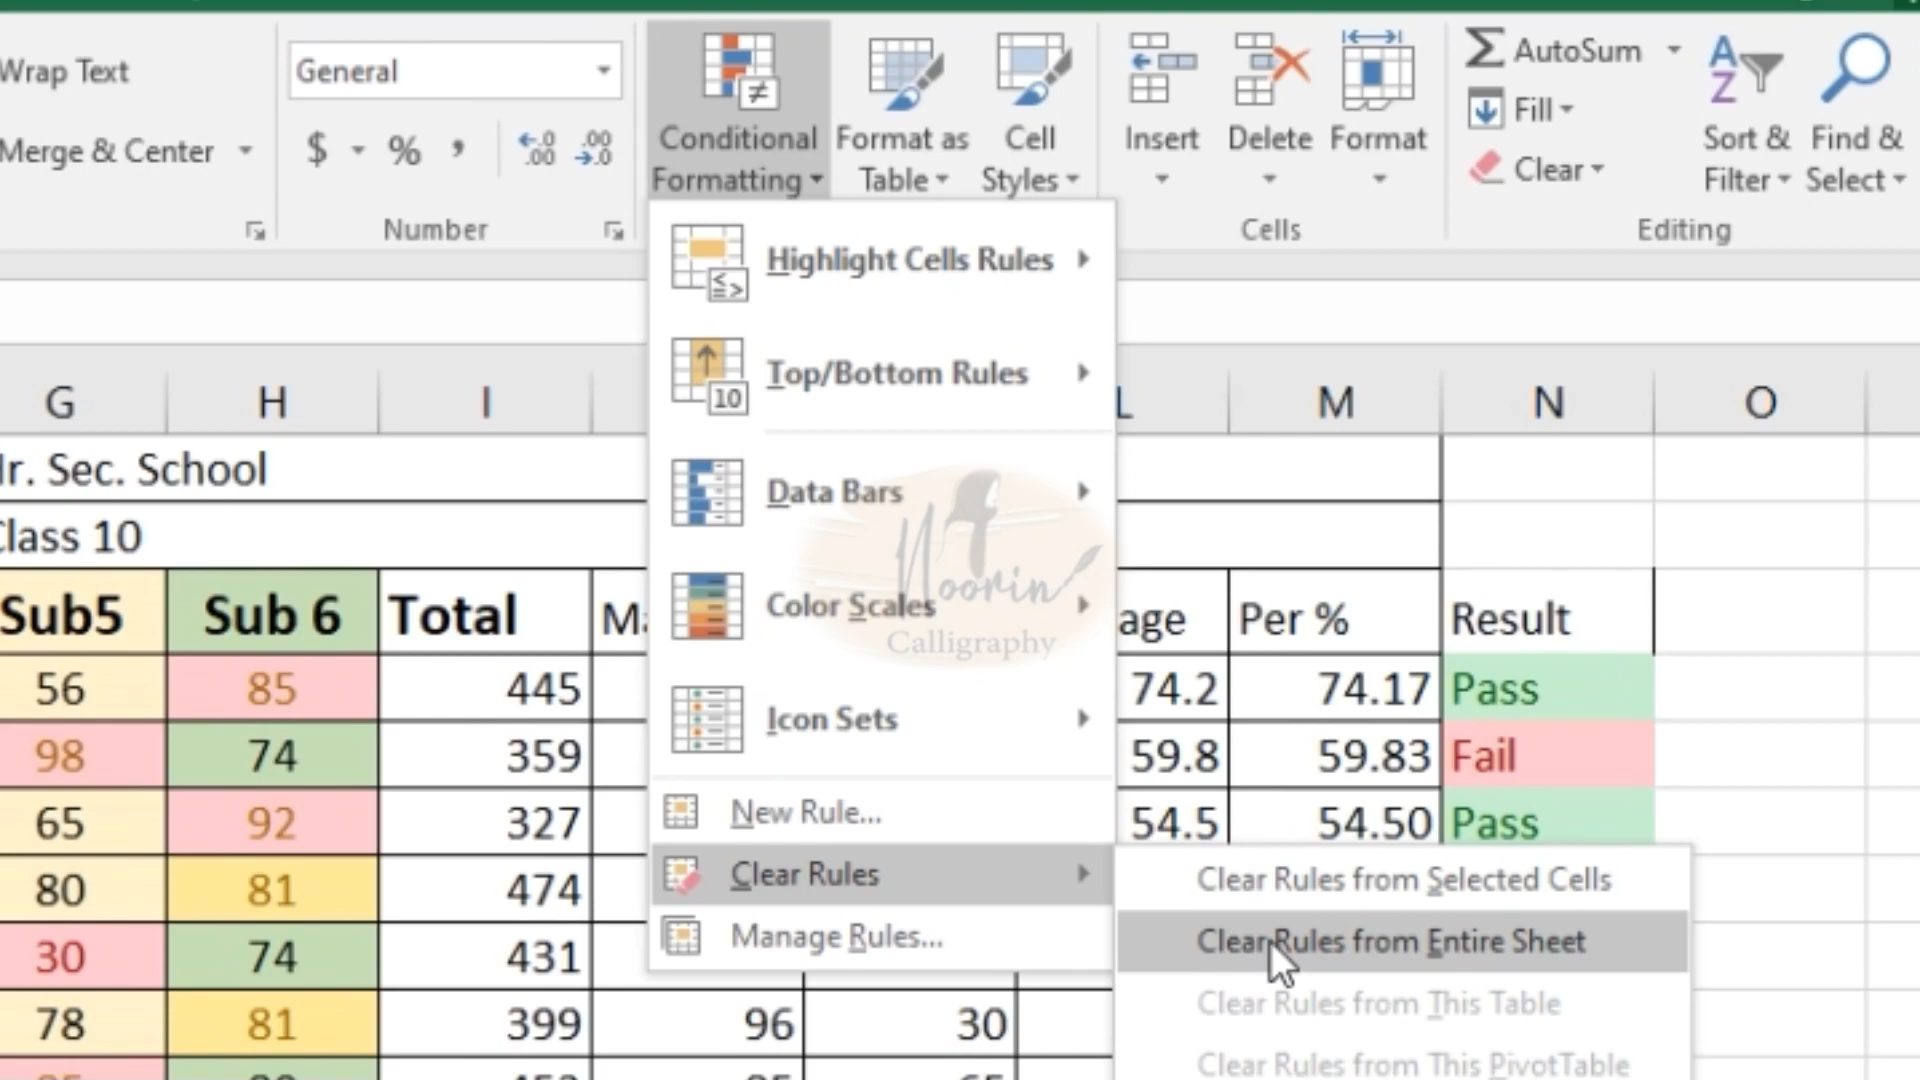 Wrap Text
General
Merge & Center
$ % , .0 .00
.00 .0
Number
Conditional
Formatting
Format as
Table
Cell
Styles
Insert
Delete
Format
Cells
AutoSum
Fill
Clear
A
Z
Sort &
Filter
Find &
Select
Editing
Highlight Cells Rules
Top/Bottom Rules
10
Data Bars
Color Scales
Icon Sets
New Rule...
Clear Rules
Manage Rules...
Clear Rules from Selected Cells
Clear Rules from Entire Sheet
Clear Rules from This Table
Clear Rules from This PivotTable
Noorin
Calligraphy
G H I L M N O
Sec. School
Class 10
Sub5 Sub 6 Total Per % Result
56 85 445 74.2 74.17 Pass
98 74 359 59.8 59.83 Fail
65 92 327 54.5 54.50 Pass
80 81 474
30 74 431
78 81 399 96 30